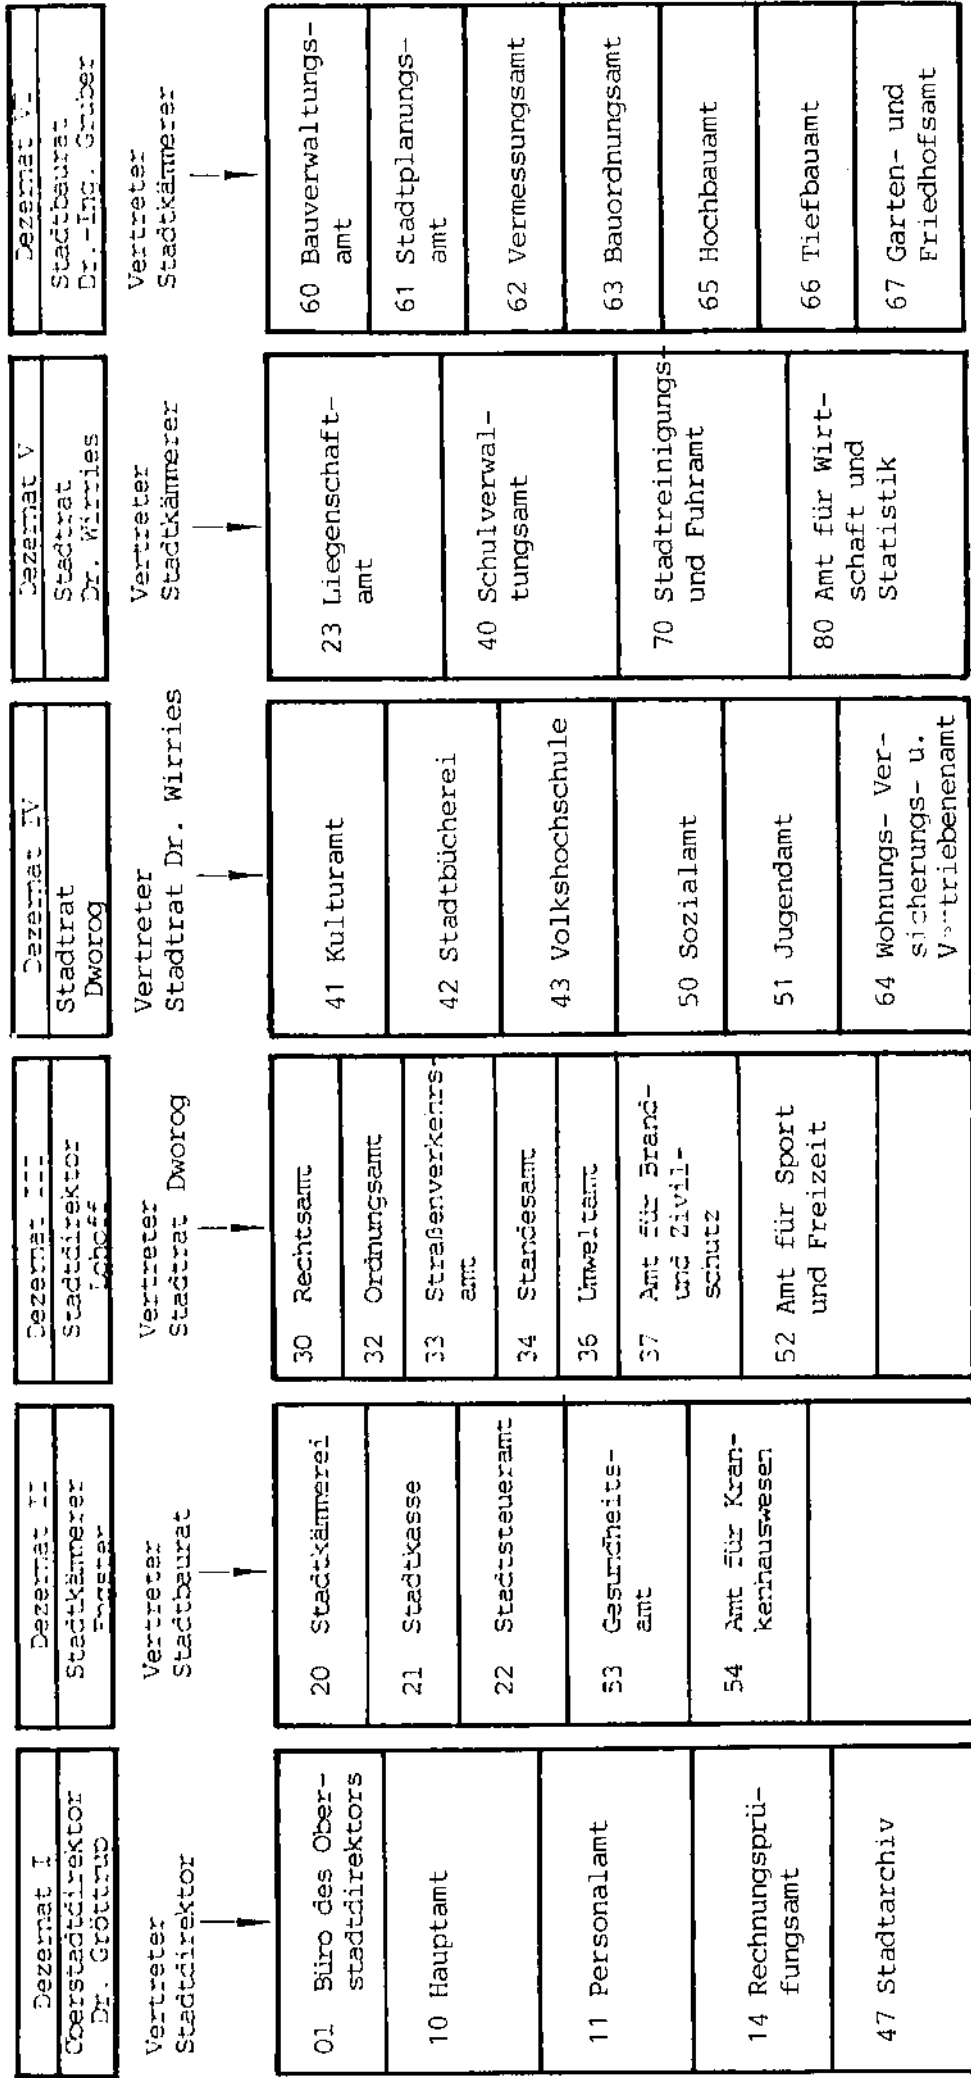 Dezernat I
Oberstadtdirektor
Dr. Gröttrup
Vertreter
Stadtdirektor
01 Büro des Ober-
stadtdirektors
10 Hauptamt
11 Personalamt
14 Rechnungsprü-
fungsamt
47 Stadtarchiv
Dezernat II
Stadtkämmerer
Vertreter
Stadtbaurat
20 Stadtkämmerei
21 Stadtkasse
22 Stadtsteueramt
53 Gesundheits-
amt
54 Amt für Kran-
kenhauswesen
Dezernat III
Stadtdirektor
Vertreter
Stadtrat Dworog
30 Rechtsamt
32 Ordnungsamt
33 Straßenverkehrs-
amt
34 Standesamt
36 Umweltamt
37 Amt für Brand-
und Zivil-
schutz
52 Amt für Sport
und Freizeit
Dezernat IV
Stadtrat
Dworog
Vertreter
Stadtrat Dr. Wirries
41 Kulturamt
42 Stadtbücherei
43 Volkshochschule
50 Sozialamt
51 Jugendamt
64 Wohnungs- Ver-
sicherungs- u.
Vertriebenenamt
Dezernat V
Stadtrat
Dr. Wirries
Vertreter
Stadtkämmerer
23 Liegenschaft-
amt
40 Schulverwal-
tungsamt
70 Stadtreinigungs-
und Fuhramt
80 Amt für Wirt-
schaft und
Statistik
Dezernat VI
Stadtbaurat
Dr.-Ing. Gruber
Vertreter
Stadtkämmerer
60 Bauverwaltungs-
amt
61 Stadtplanungs-
amt
62 Vermessungsamt
63 Bauordnungsamt
65 Hochbauamt
66 Tiefbauamt
67 Garten- und
Friedhofsamt